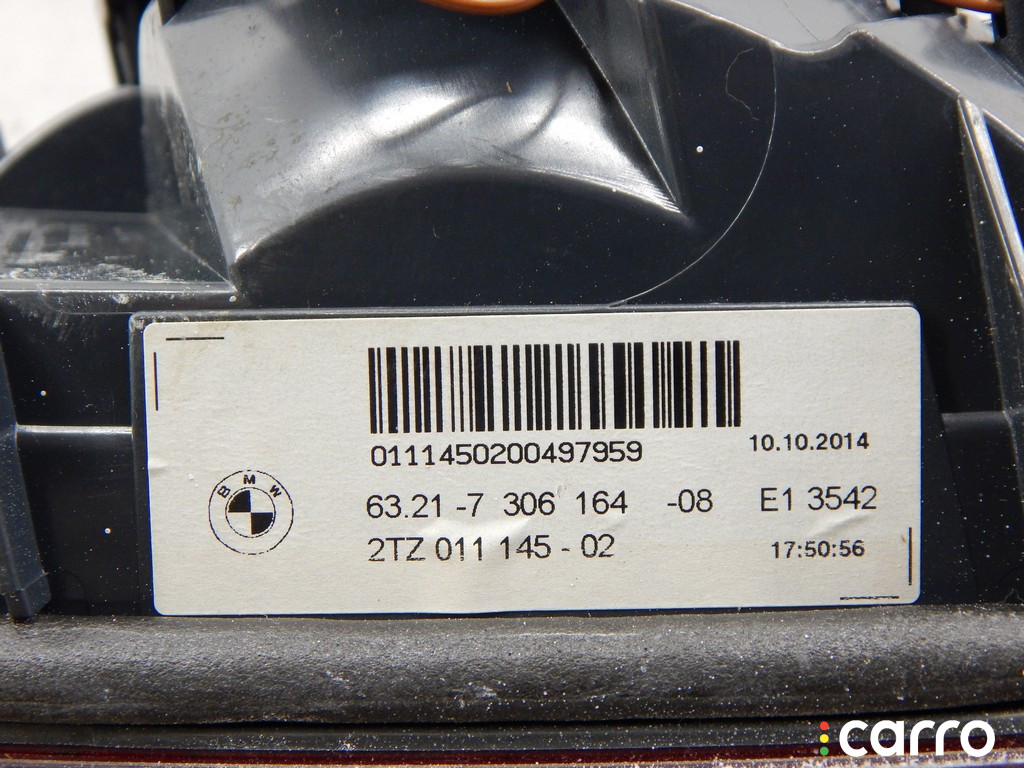 0111450200497959
10.10.2014
BMW
63.21 -7 306 164 -08 E1 3542
2TZ 011 145 - 02
17:50:56
carro